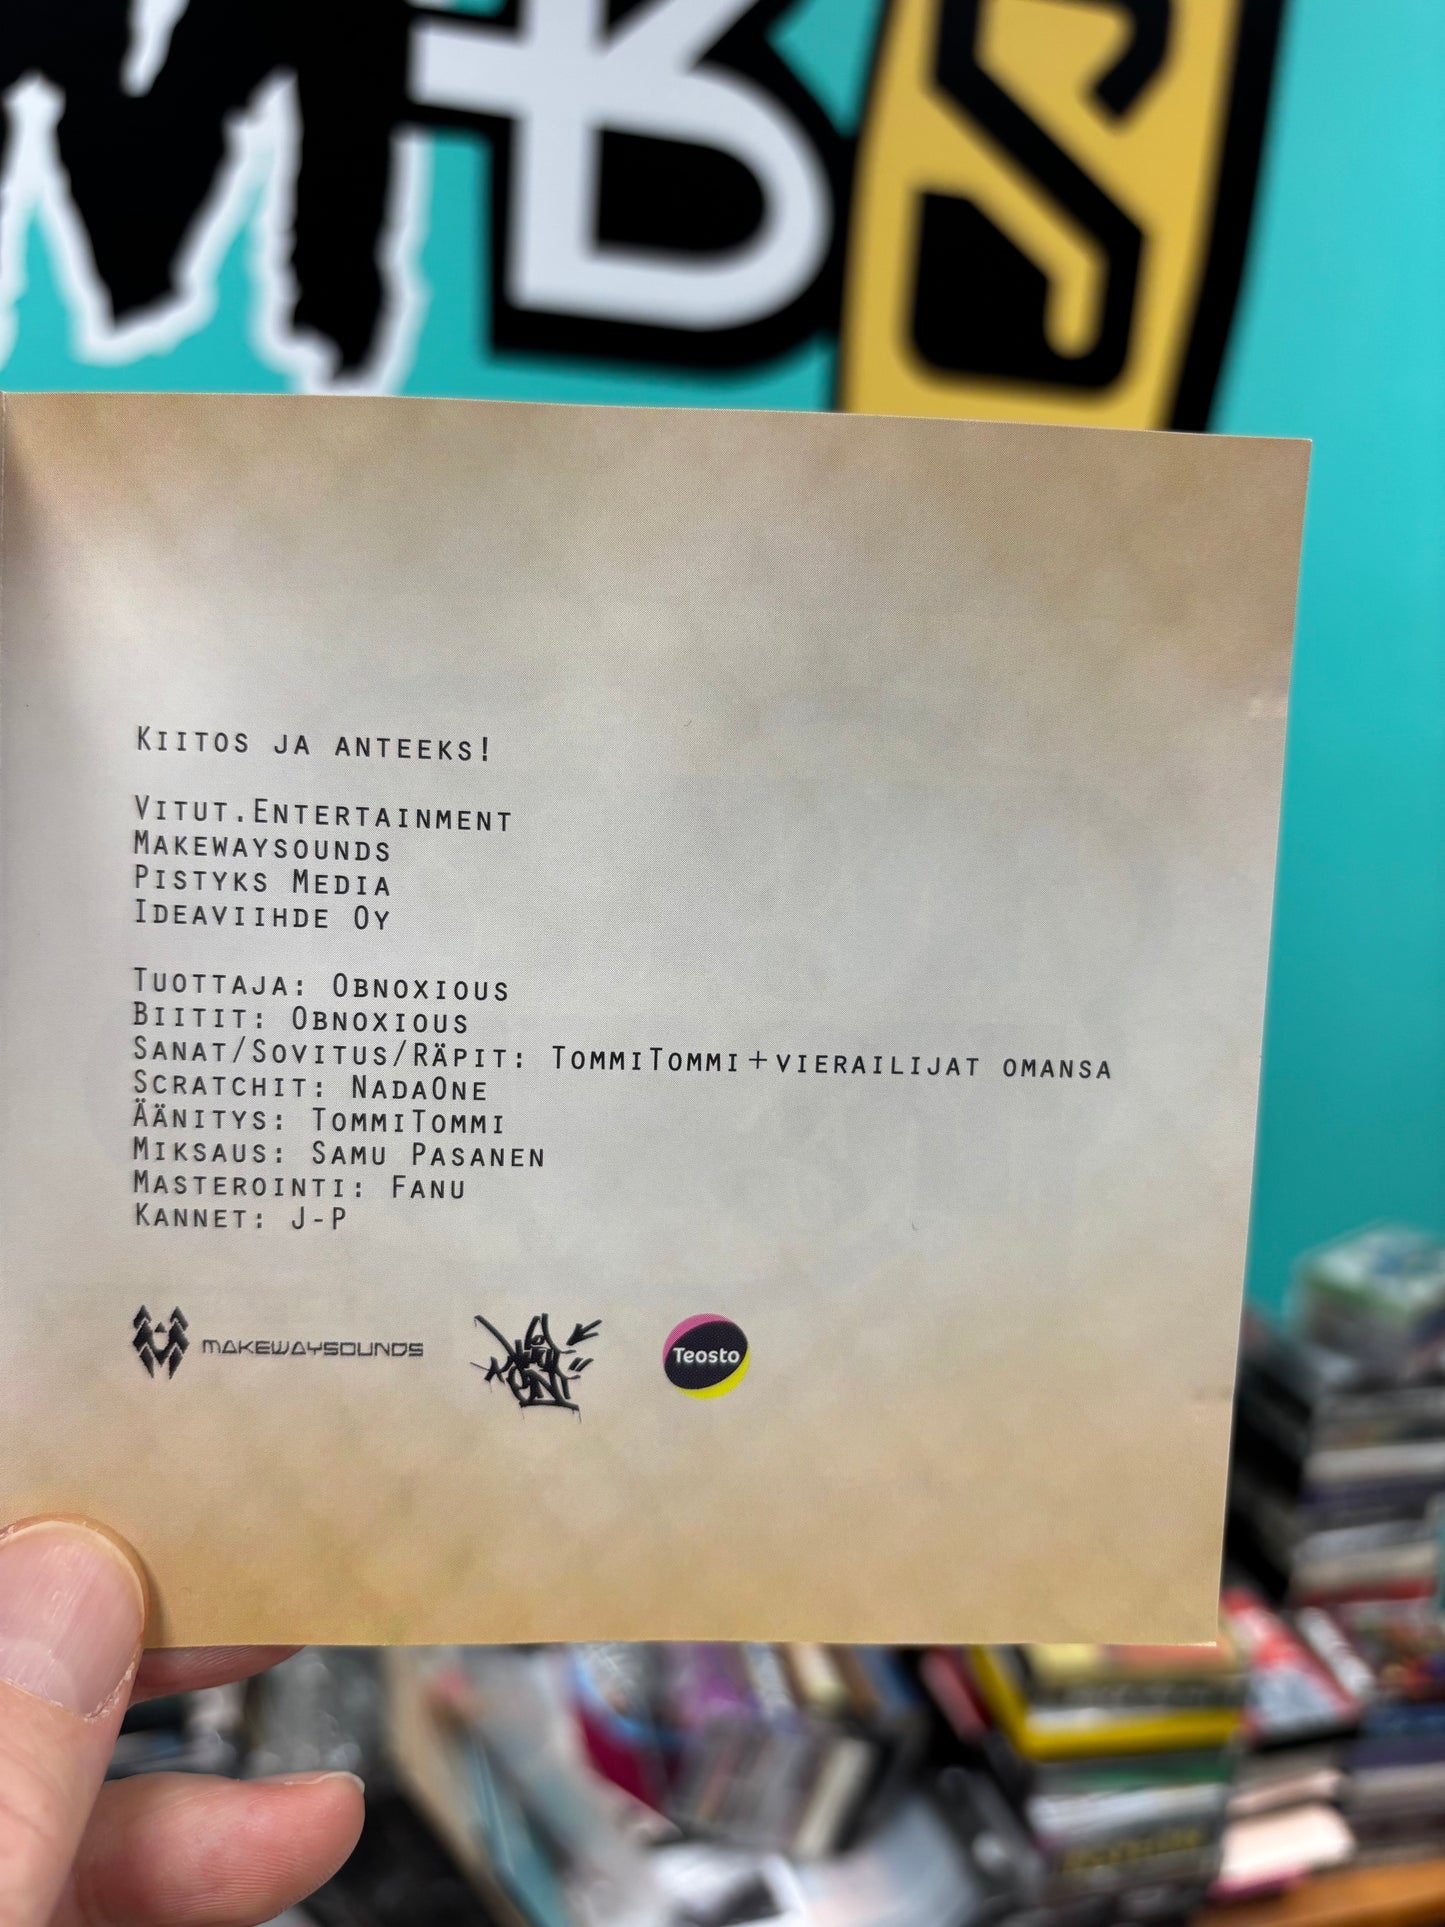 MBS
Kiitos ja anteeks!
Vitut.Entertainment
Makewaysounds
Pistyks Media
Ideaviihde Oy
Tuottaja: Obnoxious
Biitit: Obnoxious
Sanat/Sovitus/Räpit: TommiTommi+vierailijat omansa
Scratchit: NadaOne
Äänitys: TommiTommi
Miksaus: Samu Pasanen
Masterointi: Fanu
Kannet: J-P
MAKEWAYSOUNDS
Teosto